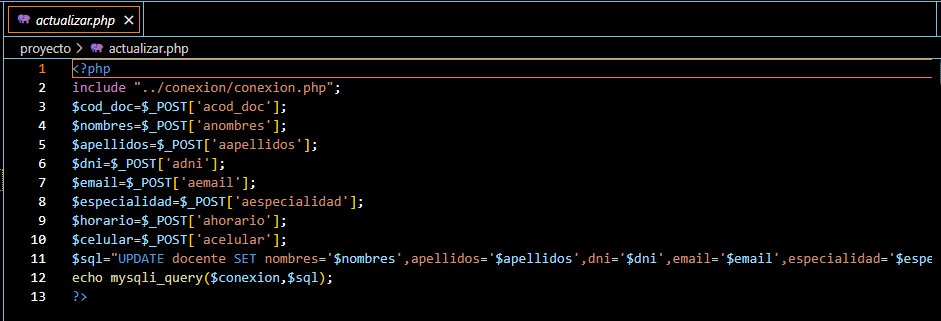 actualizar.php
proyecto > actualizar.php
1 <?php
2 include "../conexion/conexion.php";
3 $cod_doc=$_POST['acod_doc'];
4 $nombres=$_POST['anombres'];
5 $apellidos=$_POST['aapellidos'];
6 $dni=$_POST['adni'];
7 $email=$_POST['aemail'];
8 $especialidad=$_POST['aespecialidad'];
9 $horario=$_POST['ahorario'];
10 $celular=$_POST['acelular'];
11 $sql="UPDATE docente SET nombres='$nombres',apellidos='$apellidos',dni='$dni',email='$email',especialidad='$espe
12 echo mysqli_query($conexion,$sql);
13 ?>